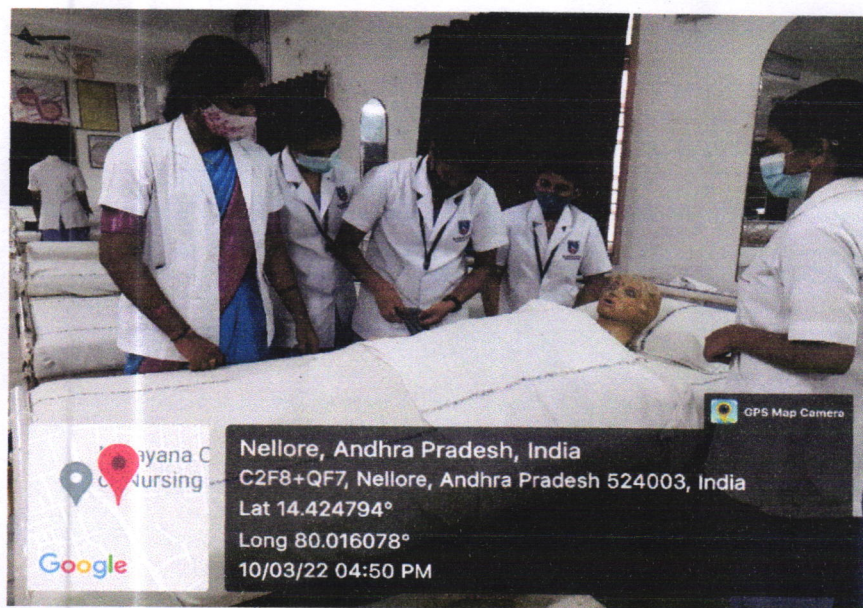 GPS Map Camera
ayana C
Nursing
Google
Nellore, Andhra Pradesh, India
C2F8+QF7, Nellore, Andhra Pradesh 524003, India
Lat 14.424794°
Long 80.016078°
10/03/22 04:50 PM